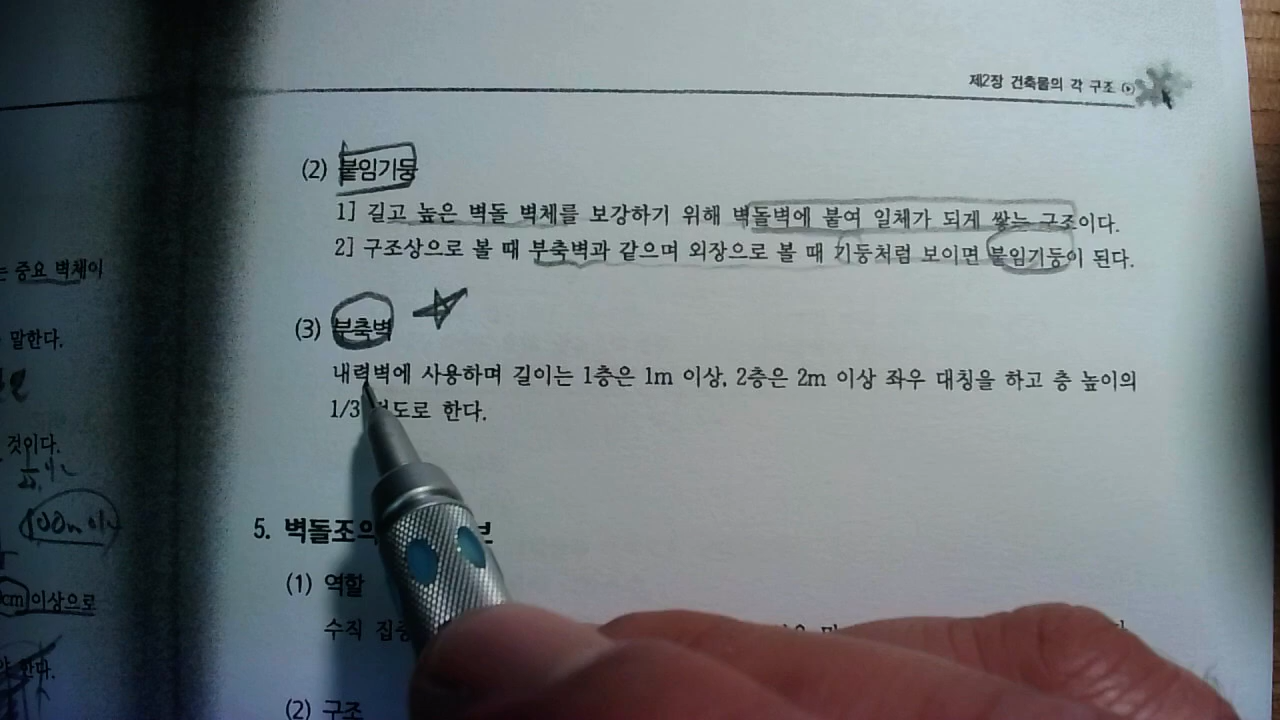 제2장 건축물의 각 구조
는 중요 벽체이
말한다.
것이다.
100m 이
cm 이상으로
한다.
(2) 붙임기둥
1] 길고 높은 벽돌 벽체를 보강하기 위해 벽돌벽에 붙여 일체가 되게 쌓는 구조이다.
2] 구조상으로 볼 때 부축벽과 같으며 외장으로 볼 때 기둥처럼 보이면 붙임기둥이 된다.
(3) 부축벽
내력벽에 사용하며 길이는 1층은 1m 이상, 2층은 2m 이상 좌우 대칭을 하고 층 높이의
1/3 정도로 한다.
5. 벽돌조의
(1) 역할
수직
(2) 구조